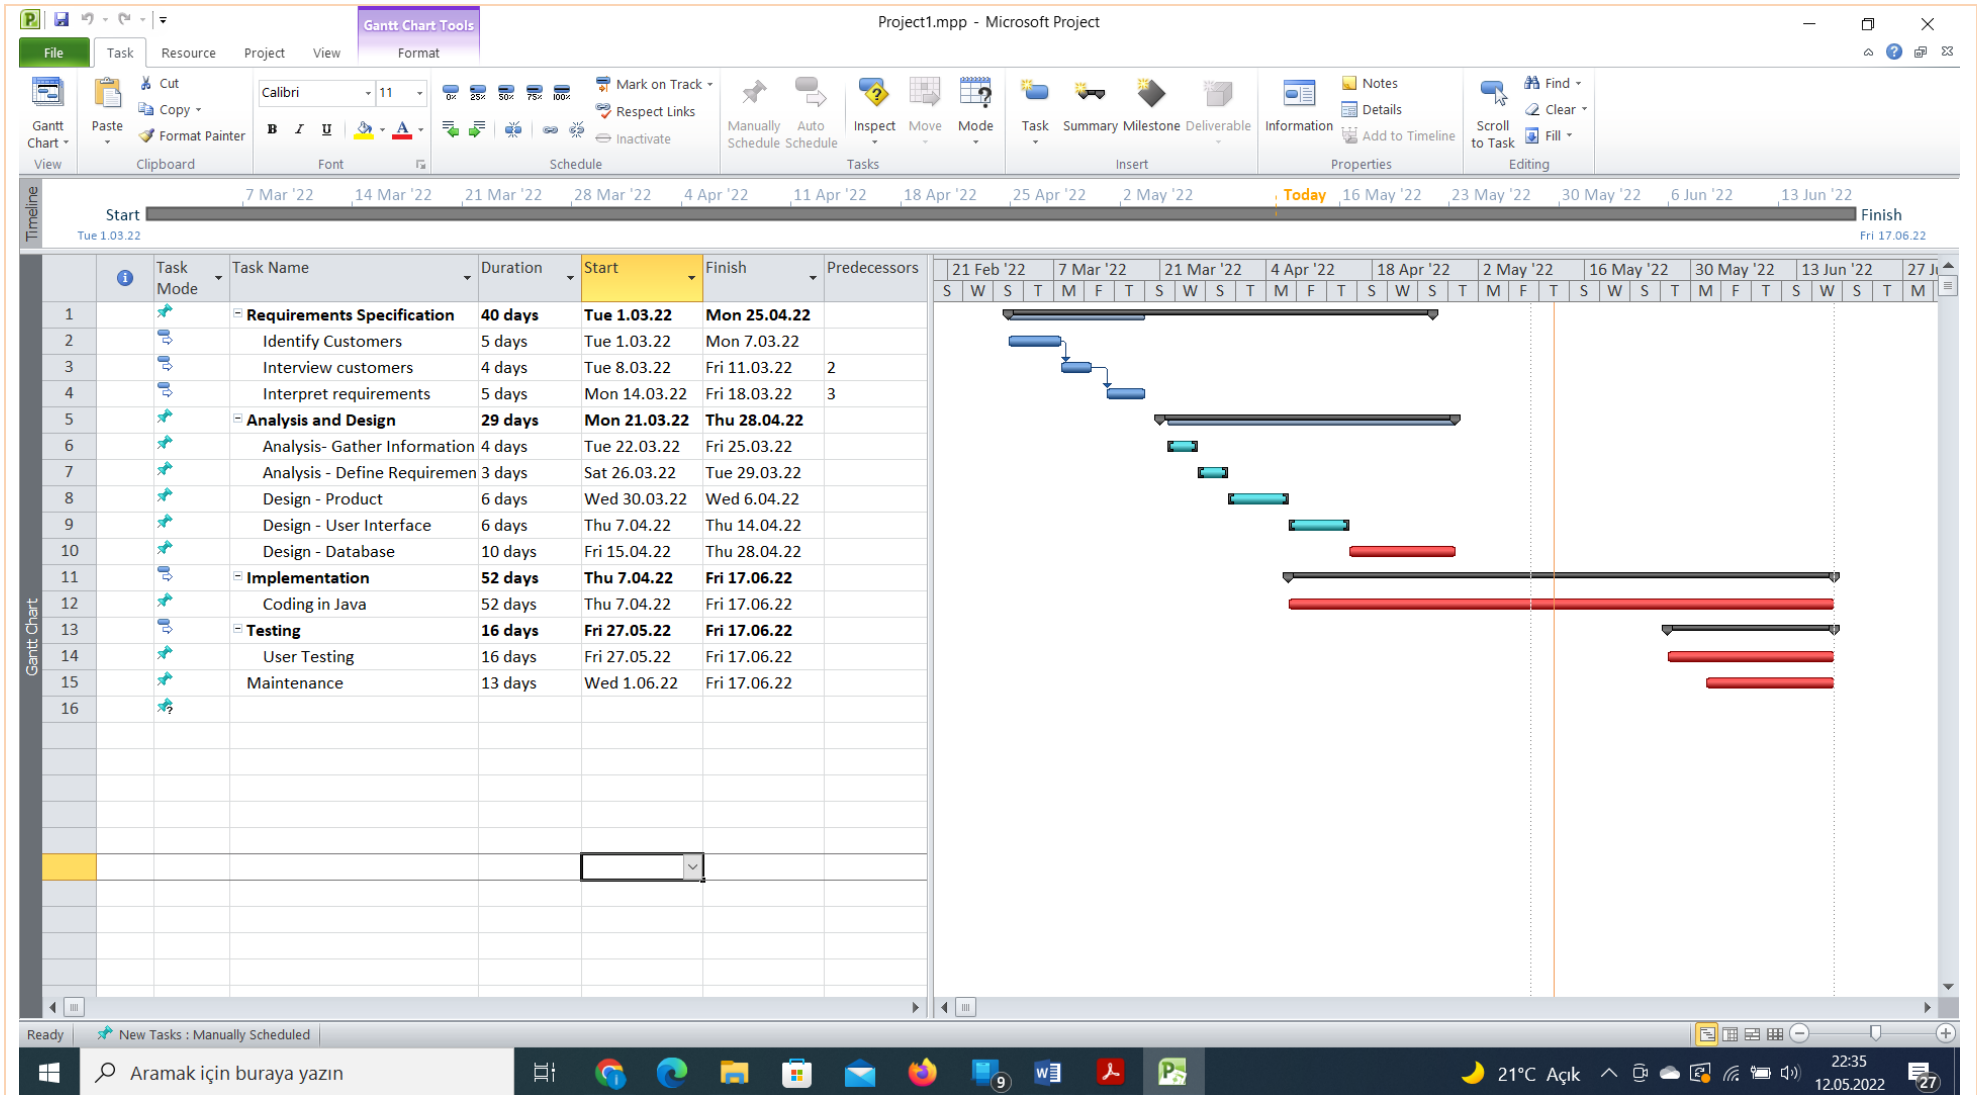 Gantt Chart Tools
Project1.mpp - Microsoft Project
File Task Resource Project View Format
Cut
Copy
Format Painter
Paste
Gantt Chart
Calibri 11
B I U
0% 25% 50% 75% 100%
Mark on Track
Respect Links
Inactivate
Manually Schedule
Auto Schedule
Inspect Move Mode
Task Summary Milestone Deliverable
Information
Notes
Details
Add to Timeline
Scroll to Task
Find
Clear
Fill
View Clipboard Font Schedule Tasks Insert Properties Editing
Timeline
7 Mar '22 14 Mar '22 21 Mar '22 28 Mar '22 4 Apr '22 11 Apr '22 18 Apr '22 25 Apr '22 2 May '22 Today 16 May '22 23 May '22 30 May '22 6 Jun '22 13 Jun '22
Start
Tue 1.03.22
Finish
Fri 17.06.22
Task Mode Task Name Duration Start Finish Predecessors
1 Requirements Specification 40 days Tue 1.03.22 Mon 25.04.22
2 Identify Customers 5 days Tue 1.03.22 Mon 7.03.22
3 Interview customers 4 days Tue 8.03.22 Fri 11.03.22 2
4 Interpret requirements 5 days Mon 14.03.22 Fri 18.03.22 3
5 Analysis and Design 29 days Mon 21.03.22 Thu 28.04.22
6 Analysis- Gather Information 4 days Tue 22.03.22 Fri 25.03.22
7 Analysis - Define Requiremen 3 days Sat 26.03.22 Tue 29.03.22
8 Design - Product 6 days Wed 30.03.22 Wed 6.04.22
9 Design - User Interface 6 days Thu 7.04.22 Thu 14.04.22
10 Design - Database 10 days Fri 15.04.22 Thu 28.04.22
11 Implementation 52 days Thu 7.04.22 Fri 17.06.22
12 Coding in Java 52 days Thu 7.04.22 Fri 17.06.22
13 Testing 16 days Fri 27.05.22 Fri 17.06.22
14 User Testing 16 days Fri 27.05.22 Fri 17.06.22
15 Maintenance 13 days Wed 1.06.22 Fri 17.06.22
16
21 Feb '22 7 Mar '22 21 Mar '22 4 Apr '22 18 Apr '22 2 May '22 16 May '22 30 May '22 13 Jun '22 27
S W S T M F T S W S T M F T S W S T M F T S W S T M F T S W S T M
Gantt Chart
Ready New Tasks : Manually Scheduled
Aramak için buraya yazın
9
21°C Açık
22:35
12.05.2022
27